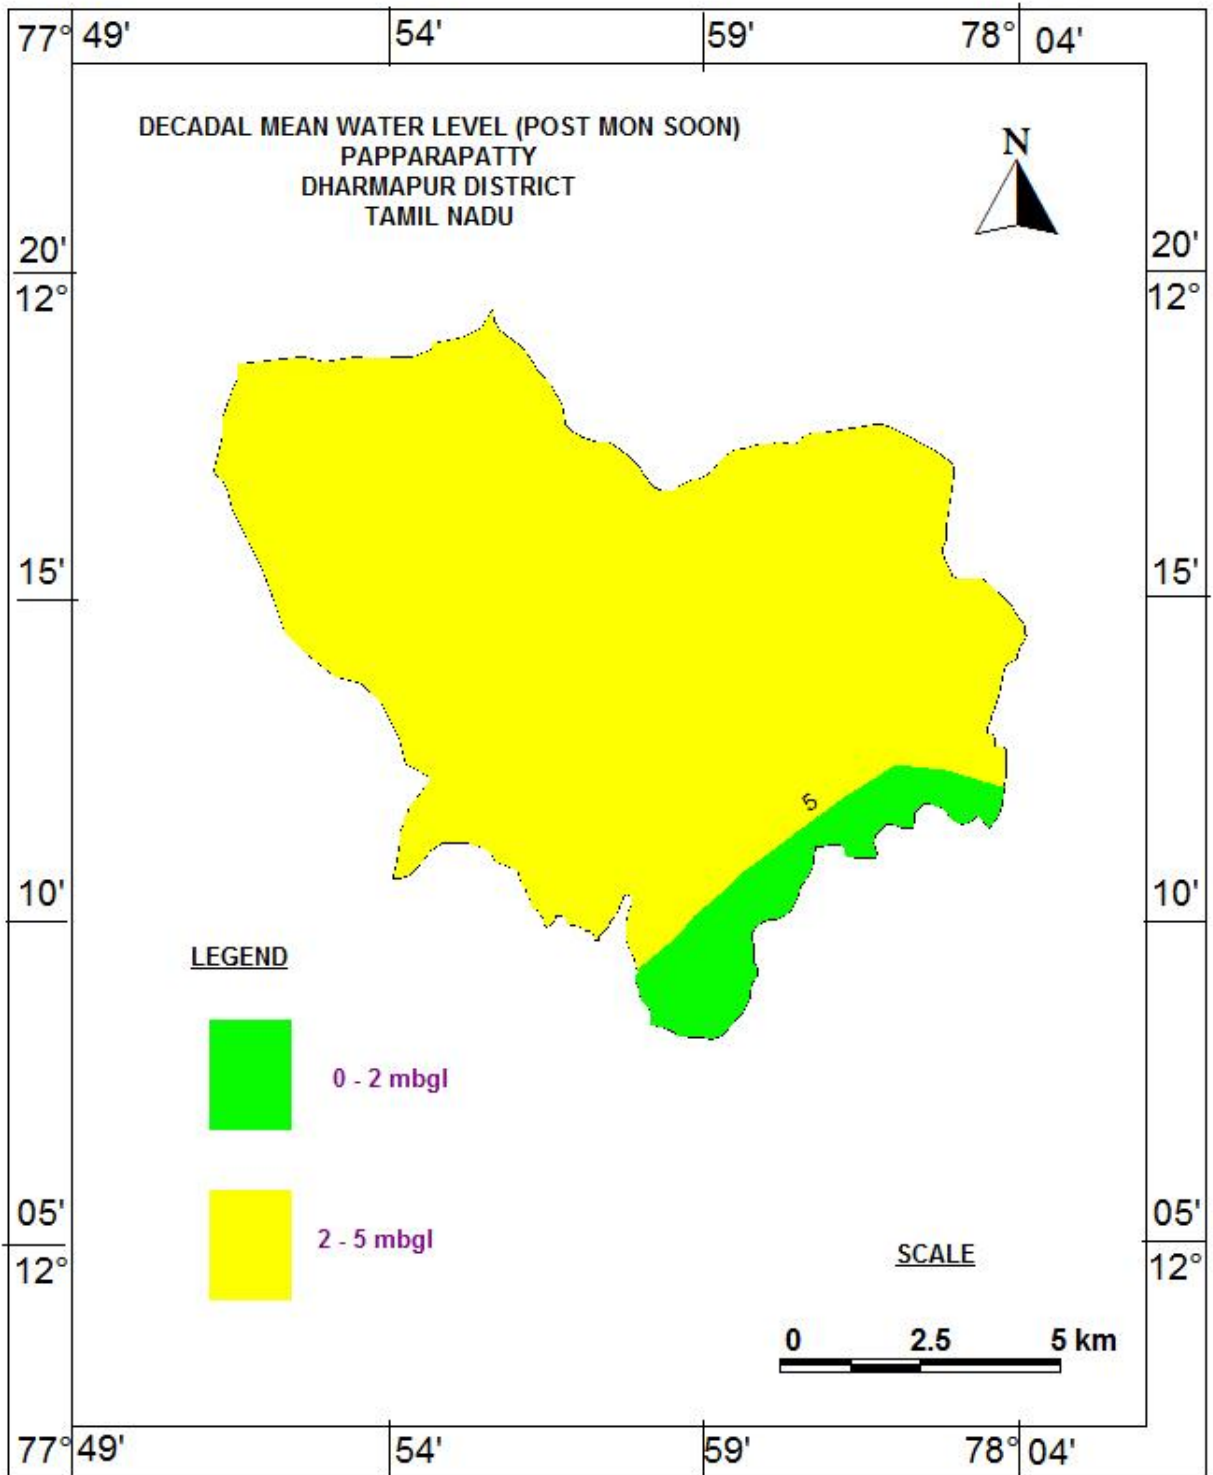 77° 49' 54' 59' 78° 04'
DECADAL MEAN WATER LEVEL (POST MON SOON)
PAPPARAPATTY
DHARMAPUR DISTRICT
TAMIL NADU
N
20' 20'
12° 12°
15' 15'
5
10' 10'
LEGEND
0 - 2 mbgl
05' 05'
2 - 5 mbgl
12° 12°
SCALE
0 2.5 5 km
77° 49' 54' 59' 78° 04'